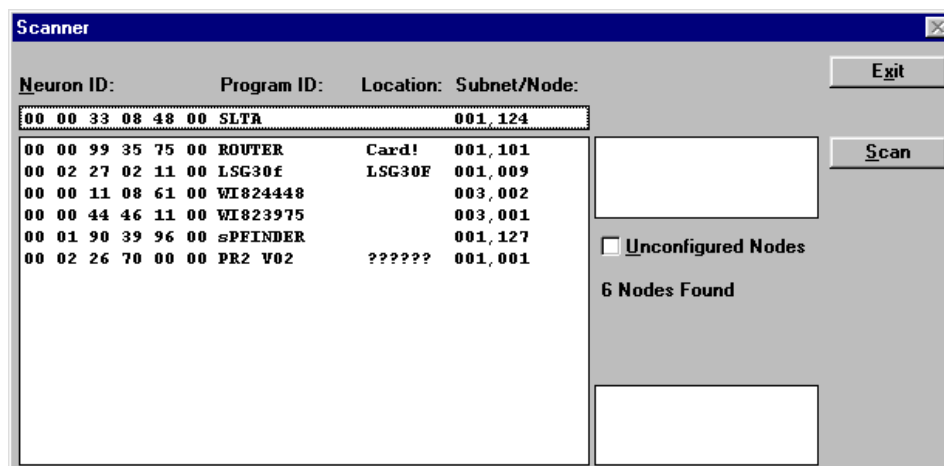 Scanner
Exit
Neuron ID: Program ID: Location: Subnet/Node:
00 00 33 08 48 00 SLTA 001,124
00 00 99 35 75 00 ROUTER Card! 001,101
Scan
00 02 27 02 11 00 LSG30f LSG30F 001,009
00 00 11 08 61 00 WI824448 003,002
00 00 44 46 11 00 WI823975 003,001
00 01 90 39 96 00 sPFINDER 001,127
Unconfigured Nodes
00 02 26 70 00 00 PR2 V02 ?????? 001,001
6 Nodes Found